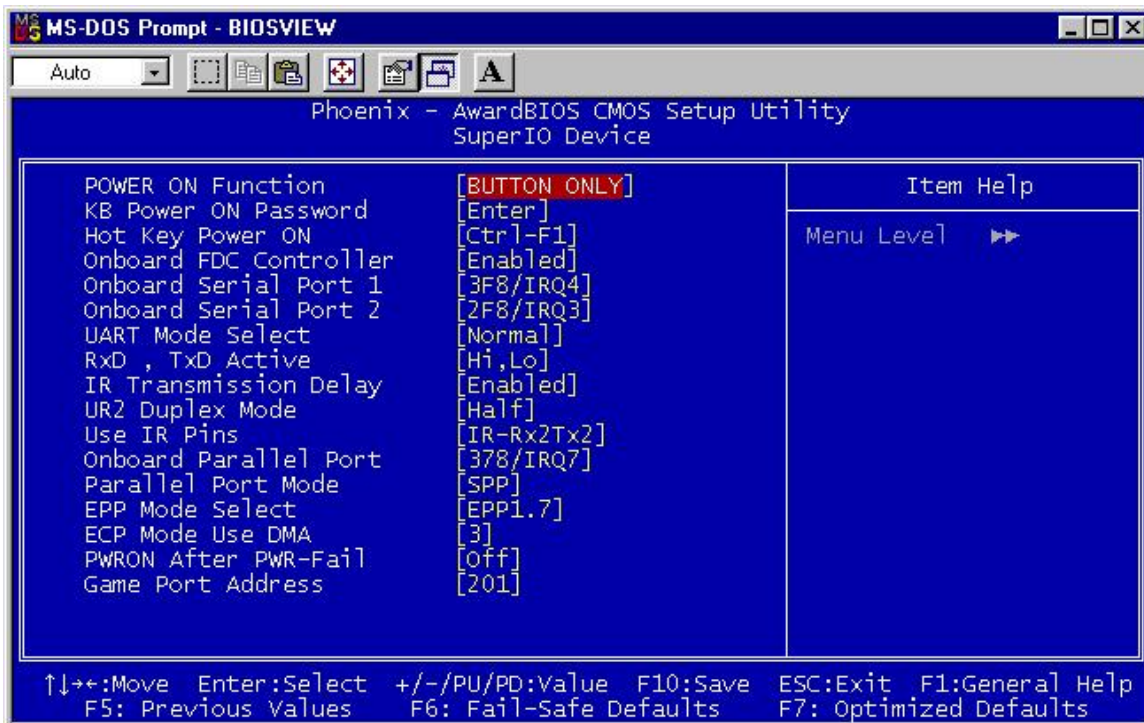 MS-DOS Prompt - BIOSVIEW
Auto
A
Phoenix - AwardBIOS CMOS Setup Utility
SuperIO Device
POWER ON Function [BUTTON ONLY]
KB Power ON Password [Enter]
Hot Key Power ON [Ctrl-F1]
Onboard FDC Controller [Enabled]
Onboard Serial Port 1 [3F8/IRQ4]
Onboard Serial Port 2 [2F8/IRQ3]
UART Mode Select [Normal]
RxD , TxD Active [Hi,Lo]
IR Transmission Delay [Enabled]
UR2 Duplex Mode [Half]
Use IR Pins [IR-Rx2Tx2]
Onboard Parallel Port [378/IRQ7]
Parallel Port Mode [SPP]
EPP Mode Select [EPP1.7]
ECP Mode Use DMA [3]
PWRON After PWR-Fail [Off]
Game Port Address [201]
Item Help
Menu Level ►►
↑↓→←:Move Enter:Select +/-/PU/PD:Value F10:Save ESC:Exit F1:General Help
F5: Previous Values F6: Fail-Safe Defaults F7: Optimized Defaults